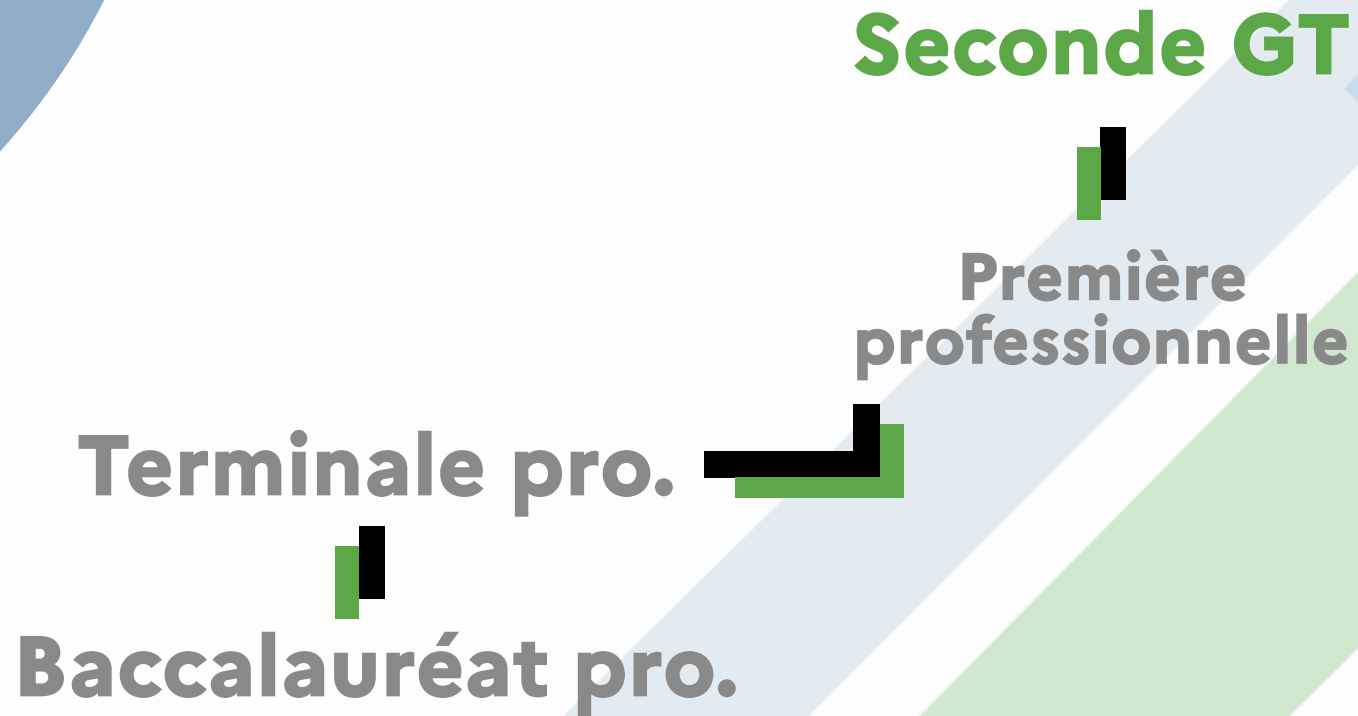 Seconde GT
Première
professionnelle
Terminale pro.
Baccalauréat pro.